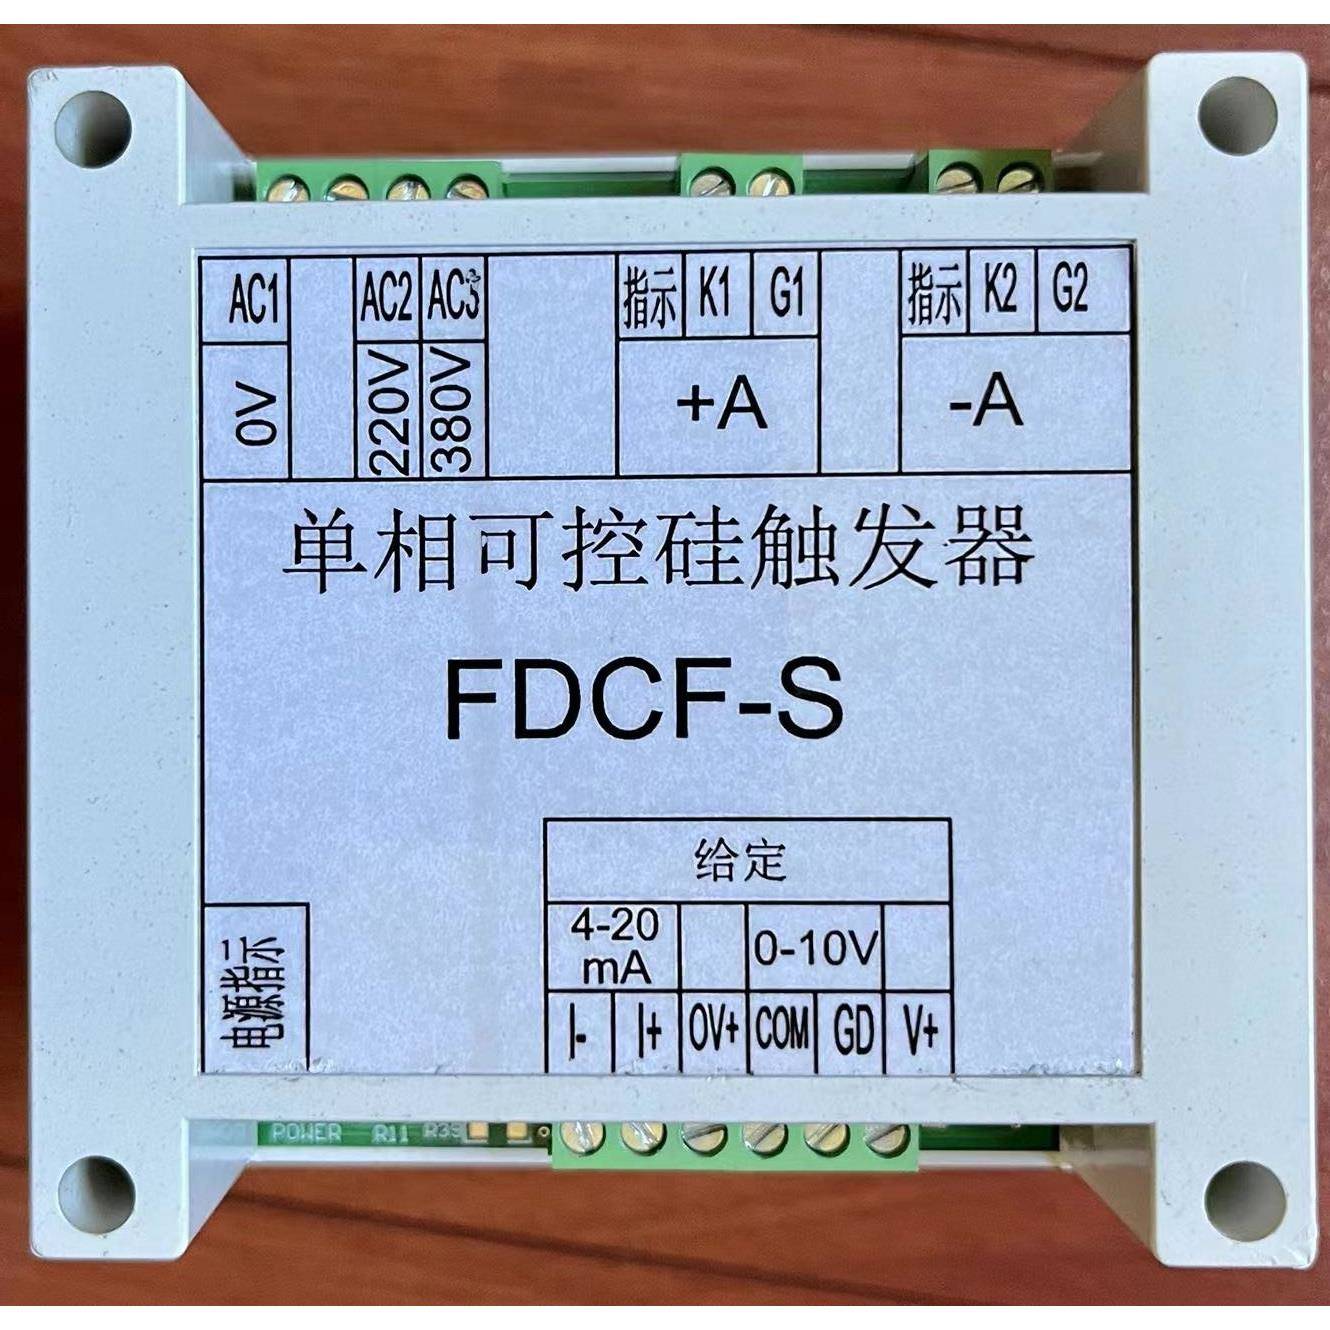 AC1 AC2 AC3 指示 K1 G1 指示 K2 G2
0V 220V 380V +A -A
单相可控硅触发器
FDCF-S
给定
4-20 mA 0-10V
电源指示
I- I+ 0V+ COM GD V+
POWER R11 R39